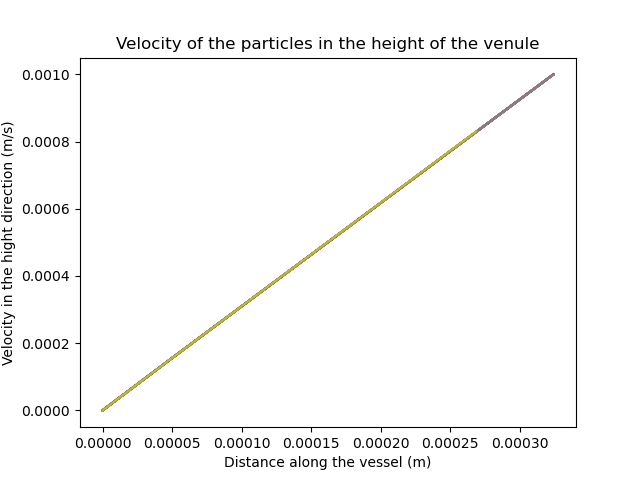 Velocity of the particles in the height of the venule
Velocity in the hight direction (m/s)
0.0010
0.0008
0.0006
0.0004
0.0002
0.0000
0.00000 0.00005 0.00010 0.00015 0.00020 0.00025 0.00030
Distance along the vessel (m)